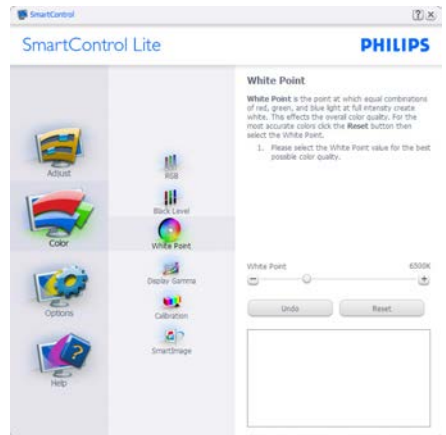 SmartControl
SmartControl Lite
PHILIPS
Adjust
Color
Options
Help
RGB
Black Level
White Point
Display Gamma
Calibration
SmartImage
White Point
White Point is the point at which equal combinations
of red, green, and blue light at full intensity create
white. This effects the overall color quality. For the
most accurate colors click the Reset button then
select the White Point.
1. Please select the White Point value for the best
possible color quality.
White Point 6500K
Undo Reset